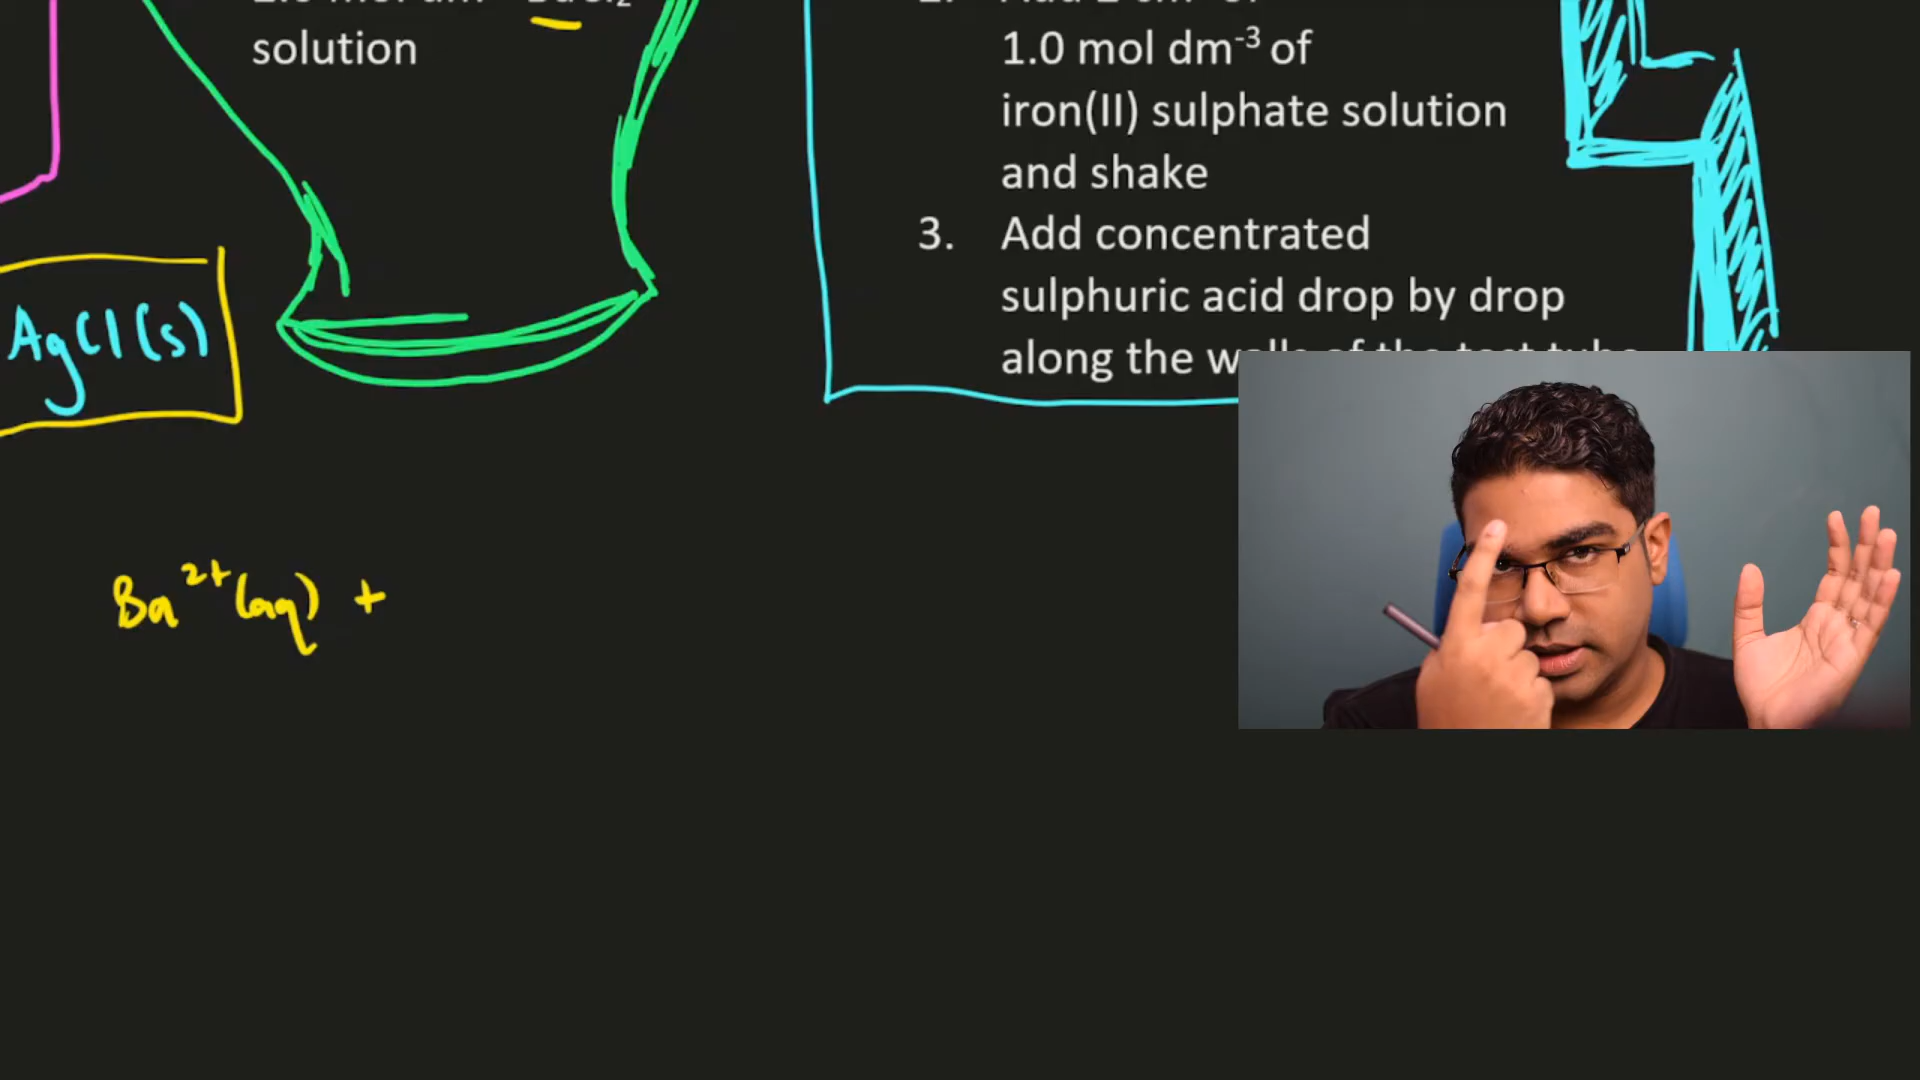 solution
1.0 mol dm⁻³ of
iron(II) sulphate solution
and shake
3. Add concentrated
sulphuric acid drop by drop
along the
AgCl(s)
Ba²⁺(aq) +